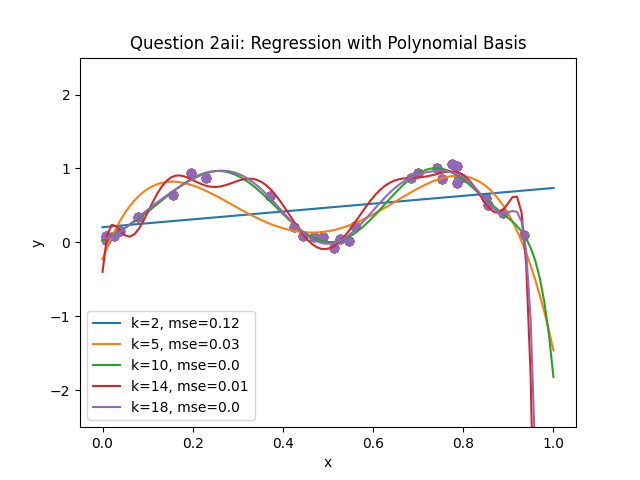 Question 2aii: Regression with Polynomial Basis
y
2
1
0
−1
−2
k=2, mse=0.12
k=5, mse=0.03
k=10, mse=0.0
k=14, mse=0.01
k=18, mse=0.0
0.0 0.2 0.4 0.6 0.8 1.0
x